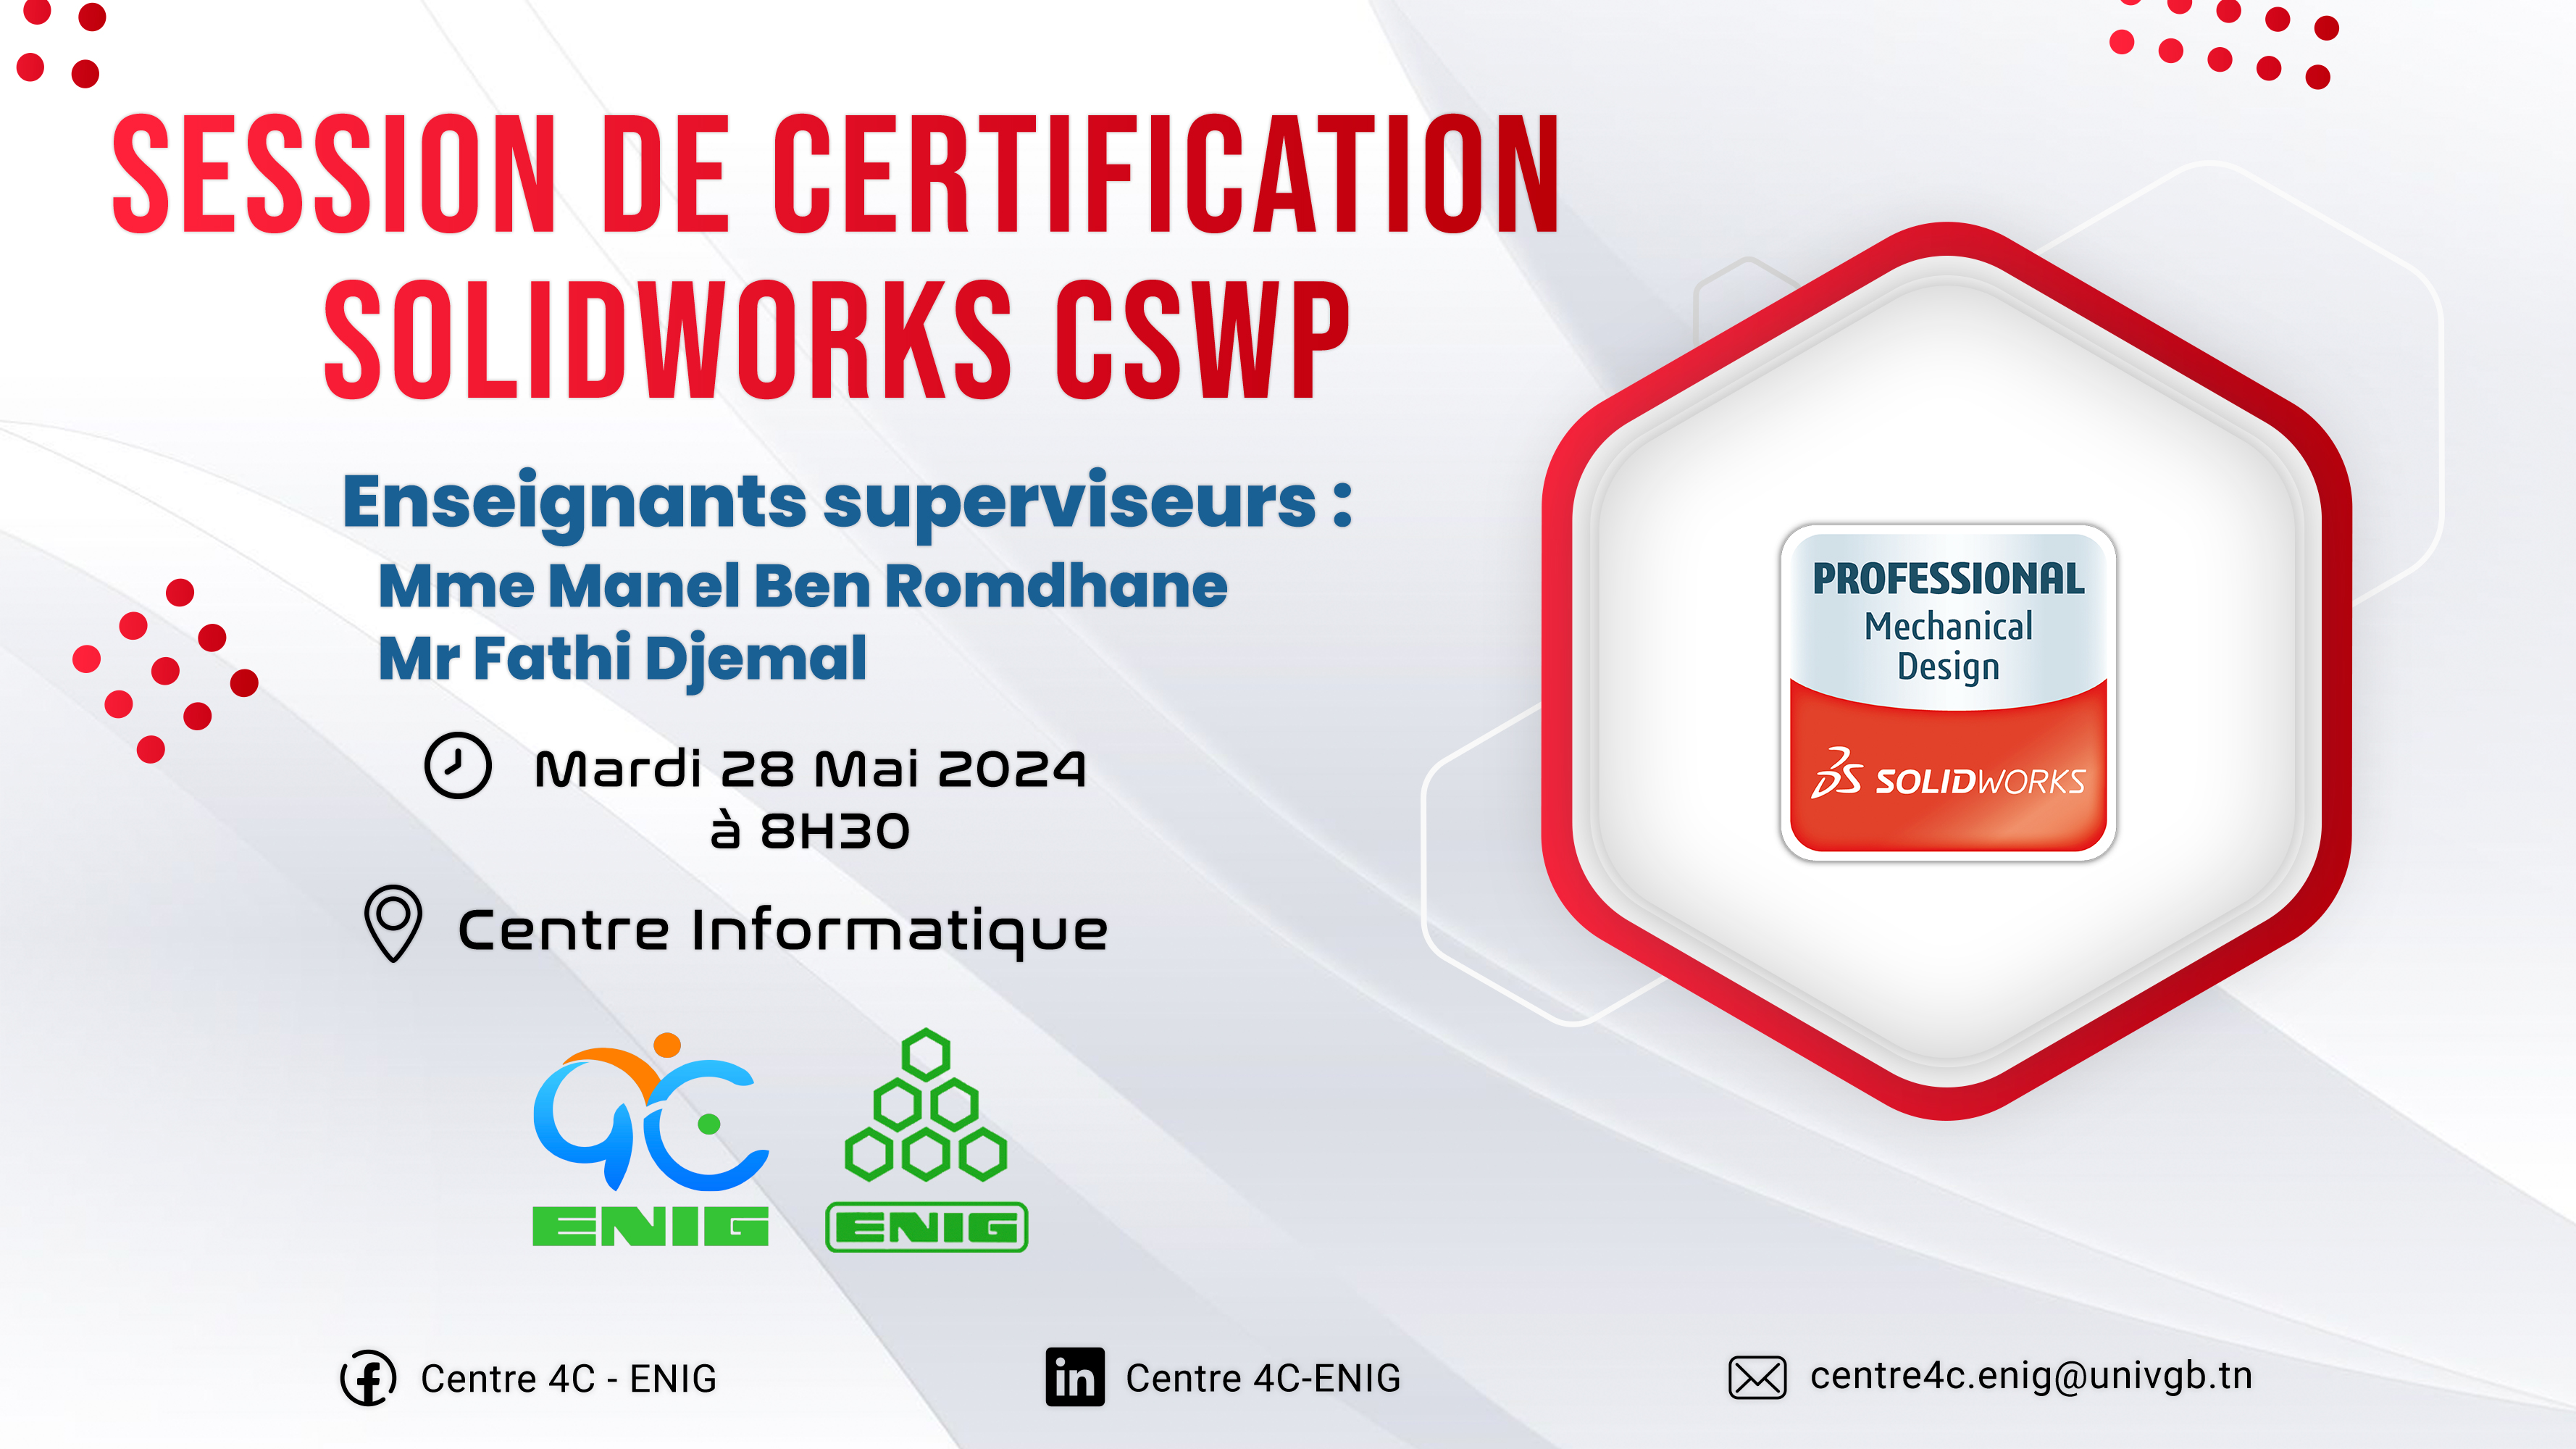 SESSION DE CERTIFICATION
SOLIDWORKS CSWP
Enseignants superviseurs :
Mme Manel Ben Romdhane
Mr Fathi Djemal
Mardi 28 Mai 2024
à 8H30
Centre Informatique
PROFESSIONAL
Mechanical
Design
3DS SOLIDWORKS
4C
ENIG
ENIG
Centre 4C - ENIG
Centre 4C-ENIG
centre4c.enig@univgb.tn